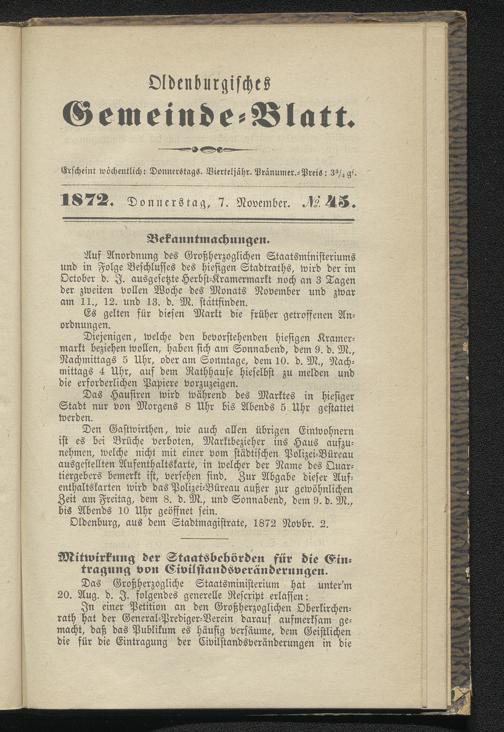 Oldenburgisches
Gemeinde-Blatt.
Erscheint wöchentlich: Donnerstags. Vierteljähr. Pränumer.-Preis: 3¾ gr.
1872. Donnerstag, 7. November. № 45.
Bekanntmachungen.
Auf Anordnung des Großherzoglichen Staatsministeriums
und in Folge Beschlusses des hiesigen Stadtraths, wird der im
October d. J. ausgesetzte Herbst-Kramermarkt noch an 3 Tagen
der zweiten vollen Woche des Monats November und zwar
am 11., 12. und 13. d. M. stattfinden.
Es gelten für diesen Markt die früher getroffenen An-
ordnungen.
Diejenigen, welche den bevorstehenden hiesigen Kramer-
markt beziehen wollen, haben sich am Sonnabend, dem 9. d. M.,
Nachmittags 5 Uhr, oder am Sonntage, dem 10. d. M., Nach-
mittags 4 Uhr, auf dem Rathhause hieselbst zu melden und
die erforderlichen Papiere vorzuzeigen.
Das Hausiren wird während des Marktes in hiesiger
Stadt nur von Morgens 8 Uhr bis Abends 5 Uhr gestattet
werden.
Den Gastwirthen, wie auch allen übrigen Einwohnern
ist es bei Brüche verboten, Marktbezieher ins Haus aufzu-
nehmen, welche nicht mit einer vom städtischen Polizei-Büreau
ausgestellten Aufenthaltskarte, in welcher der Name des Quar-
tiergebers bemerkt ist, versehen sind. Zur Abgabe dieser Auf-
enthaltskarten wird das Polizei-Büreau außer zur gewöhnlichen
Zeit am Freitag, dem 8. d. M., und Sonnabend, dem 9. d. M.,
bis Abends 10 Uhr geöffnet sein.
Oldenburg, aus dem Stadtmagistrate, 1872 Novbr. 2.
Mitwirkung der Staatsbehörden für die Ein-
tragung von Civilstandsveränderungen.
Das Großherzogliche Staatsministerium hat unter'm
20. Aug. d. J. folgendes generelle Rescript erlassen:
In einer Petition an den Großherzoglichen Oberkirchen-
rath hat der General-Prediger-Verein darauf aufmerksam ge-
macht, daß das Publikum es häufig versäume, dem Geistlichen
die für die Eintragung der Civilstandsveränderungen in die